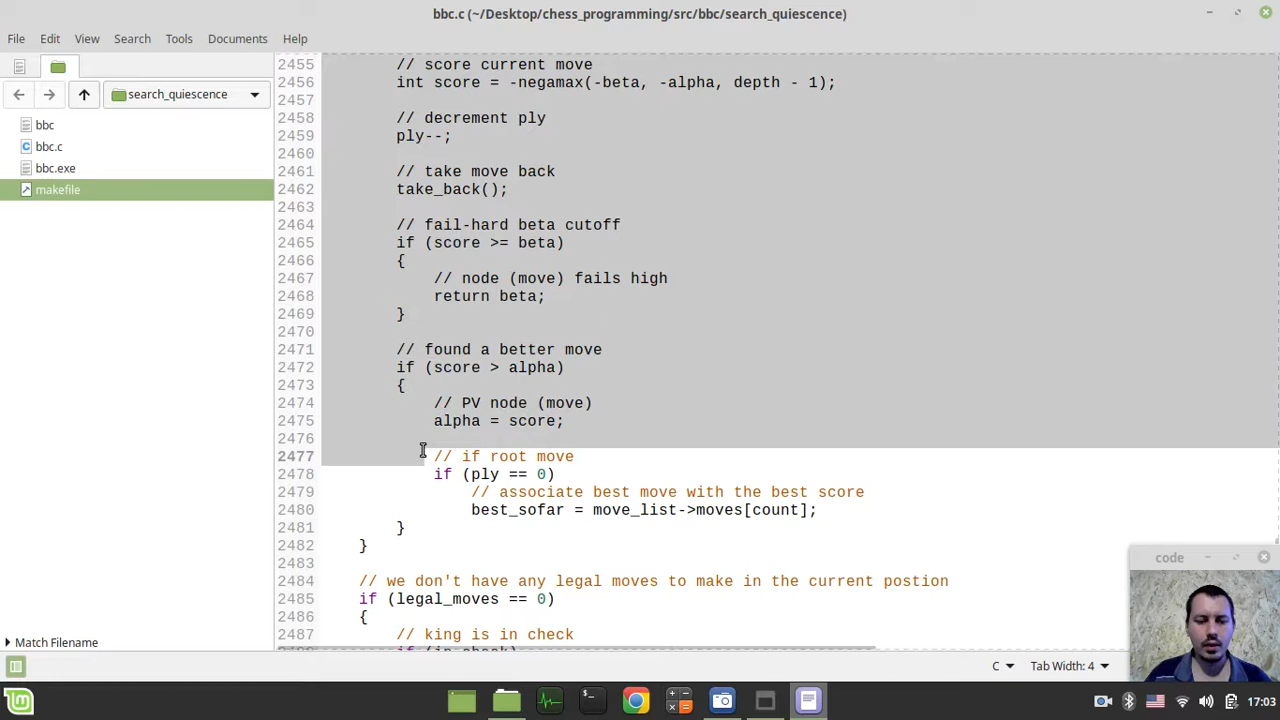 bbc.c (~/Desktop/chess_programming/src/bbc/search_quiescence)
File Edit View Search Tools Documents Help
search_quiescence
bbc
bbc.c
bbc.exe
makefile
Match Filename
2455 // score current move
2456 int score = -negamax(-beta, -alpha, depth - 1);
2457
2458 // decrement ply
2459 ply--;
2460
2461 // take move back
2462 take_back();
2463
2464 // fail-hard beta cutoff
2465 if (score >= beta)
2466 {
2467 // node (move) fails high
2468 return beta;
2469 }
2470
2471 // found a better move
2472 if (score > alpha)
2473 {
2474 // PV node (move)
2475 alpha = score;
2476
2477 // if root move
2478 if (ply == 0)
2479 // associate best move with the best score
2480 best_sofar = move_list->moves[count];
2481 }
2482 }
2483
2484 // we don't have any legal moves to make in the current postion
2485 if (legal_moves == 0)
2486 {
2487 // king is in check
code
C
Tab Width: 4
17:03